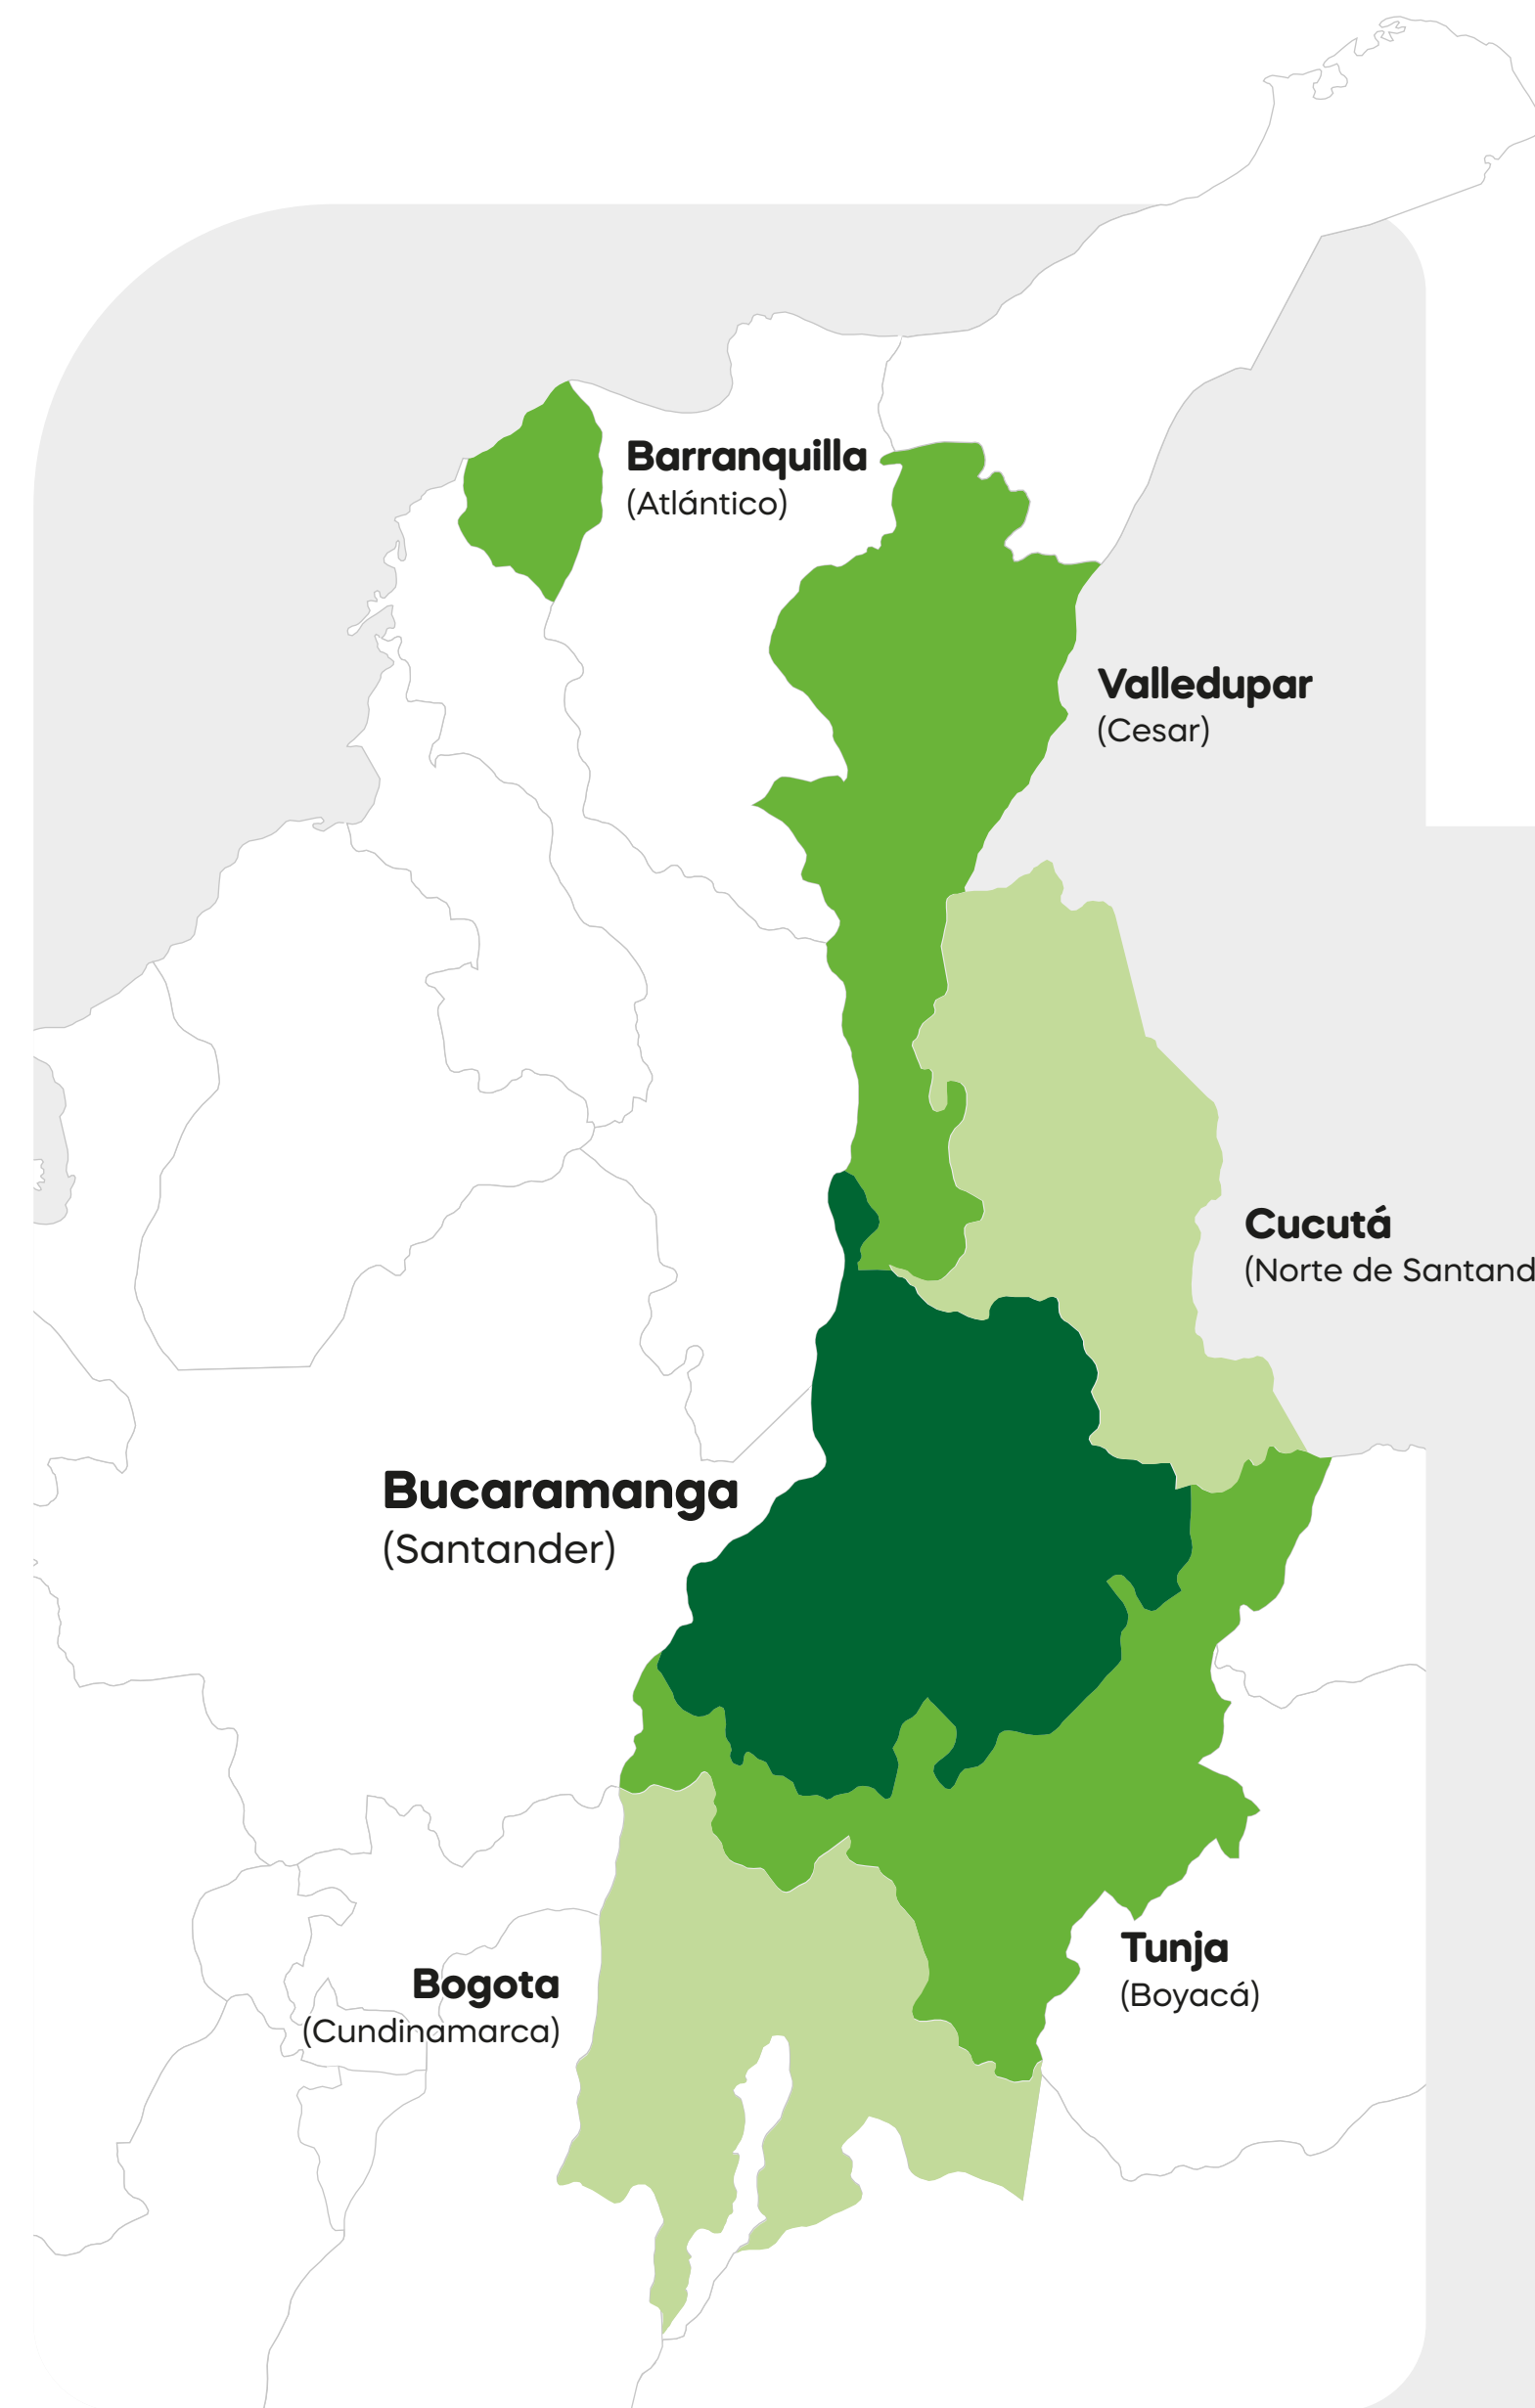 Barranquilla
(Atlántico)
Valledupar
(Cesar)
Cucutá
(Norte de Santand
Bucaramanga
(Santander)
Tunja
(Boyacá)
Bogota
(Cundinamarca)